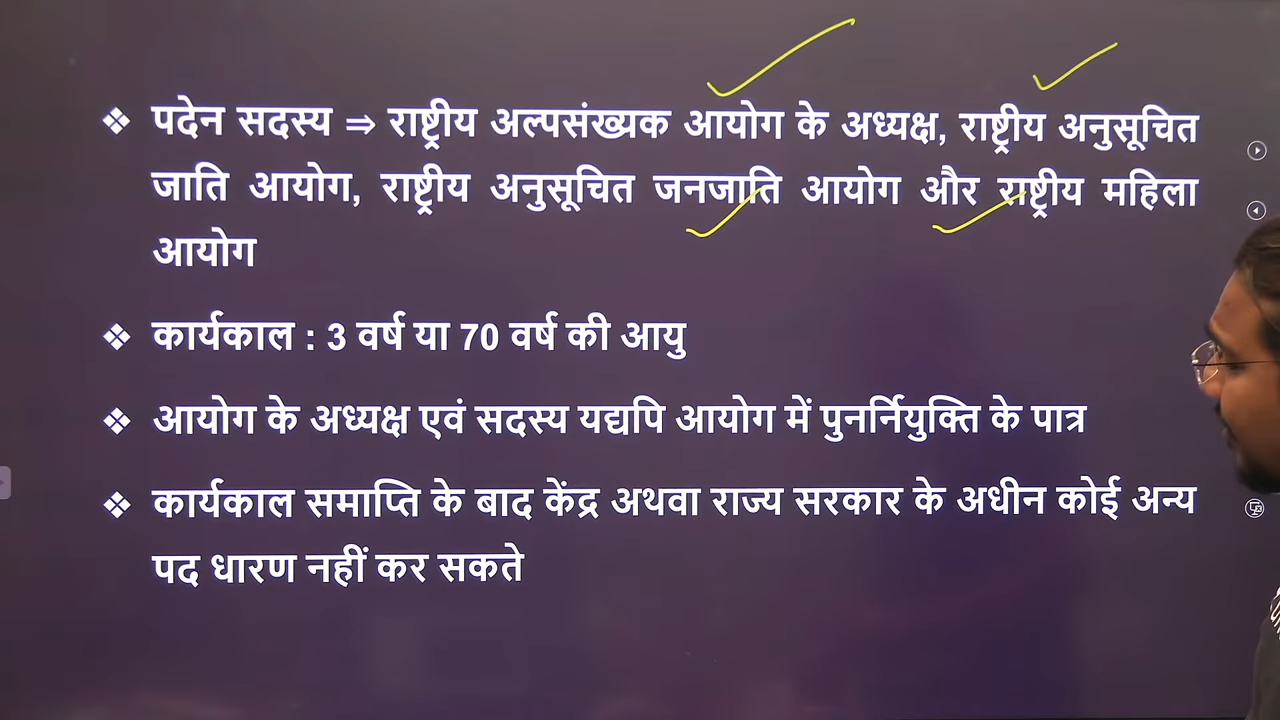 ❖ पदेन सदस्य ⇒ राष्ट्रीय अल्पसंख्यक आयोग के अध्यक्ष, राष्ट्रीय अनुसूचित
जाति आयोग, राष्ट्रीय अनुसूचित जनजाति आयोग और राष्ट्रीय महिला
आयोग
❖ कार्यकाल : 3 वर्ष या 70 वर्ष की आयु
❖ आयोग के अध्यक्ष एवं सदस्य यद्यपि आयोग में पुनर्नियुक्ति के पात्र
❖ कार्यकाल समाप्ति के बाद केंद्र अथवा राज्य सरकार के अधीन कोई अन्य
पद धारण नहीं कर सकते